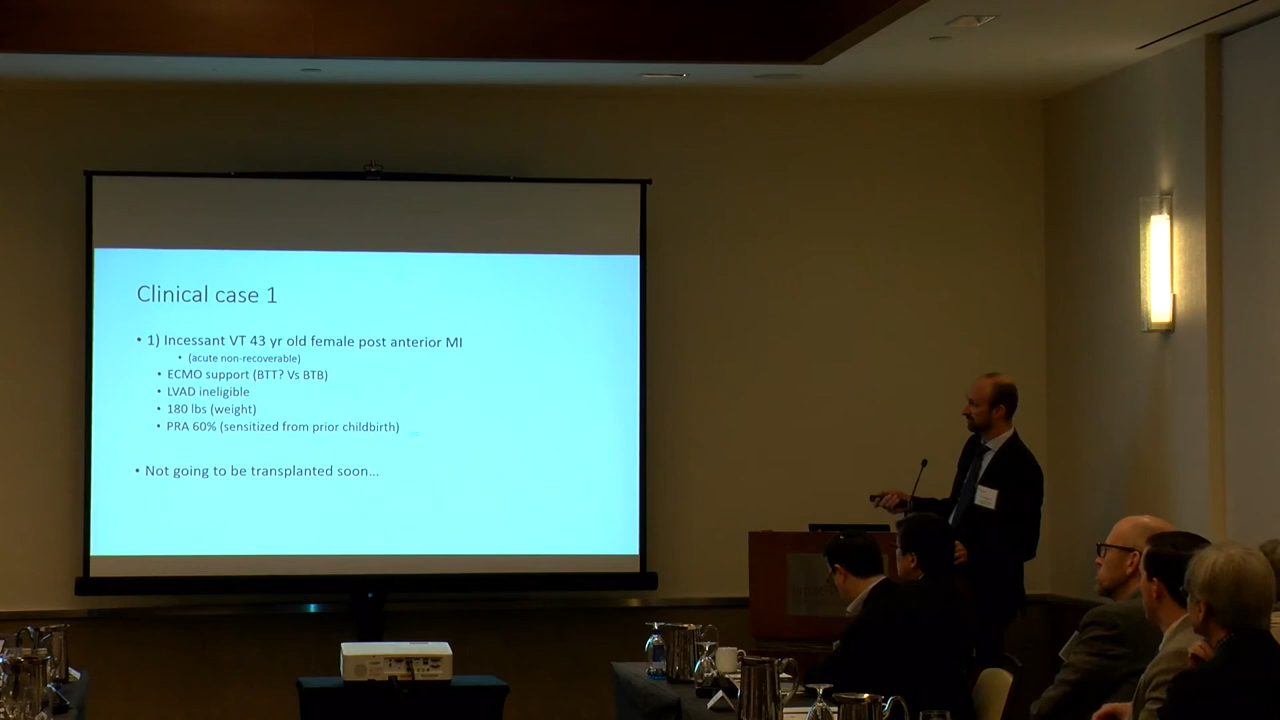 Clinical case 1
• 1) Incessant VT 43 yr old female post anterior MI
• (acute non-recoverable)
• ECMO support (BTT? Vs BTB)
• LVAD ineligible
• 180 lbs (weight)
• PRA 60% (sensitized from prior childbirth)
• Not going to be transplanted soon...